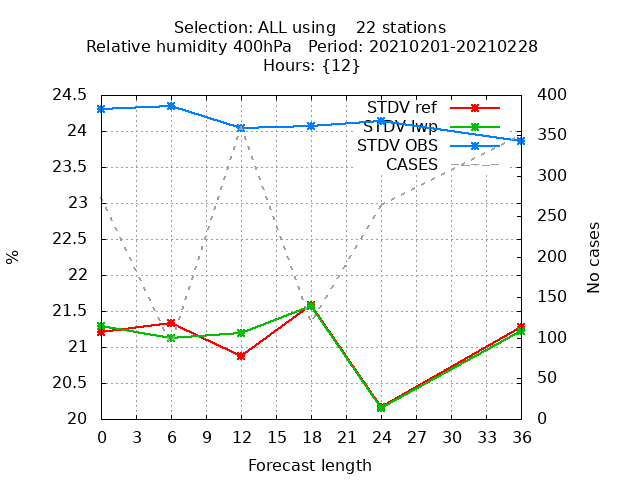 Selection: ALL using 22 stations
Relative humidity 400hPa Period: 20210201-20210228
Hours: {12}
24.5
24
23.5
23
22.5
22
21.5
21
20.5
20
%
STDV ref
STDV lwp
STDV OBS
CASES
400
350
300
250
200
150
100
50
0
No cases
0 3 6 9 12 15 18 21 24 27 30 33 36
Forecast length